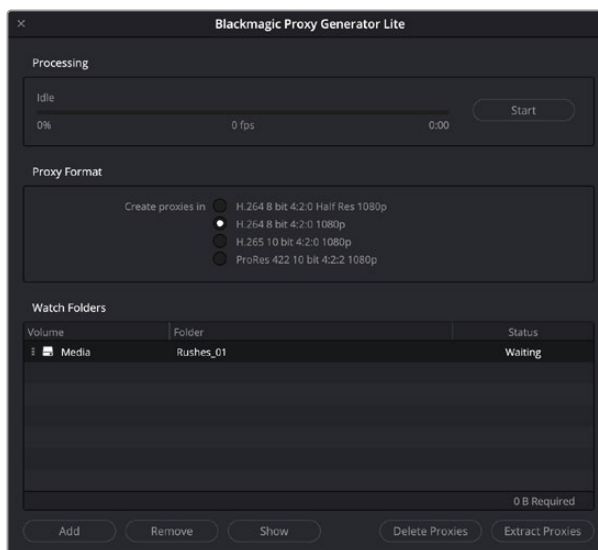 Blackmagic Proxy Generator Lite
Processing
Idle
Start
0% 0 fps 0:00
Proxy Format
Create proxies in H.264 8 bit 4:2:0 Half Res 1080p
H.264 8 bit 4:2:0 1080p
H.265 10 bit 4:2:0 1080p
ProRes 422 10 bit 4:2:2 1080p
Watch Folders
Volume Folder Status
Media Rushes_01 Waiting
0 B Required
Add Remove Show Delete Proxies Extract Proxies